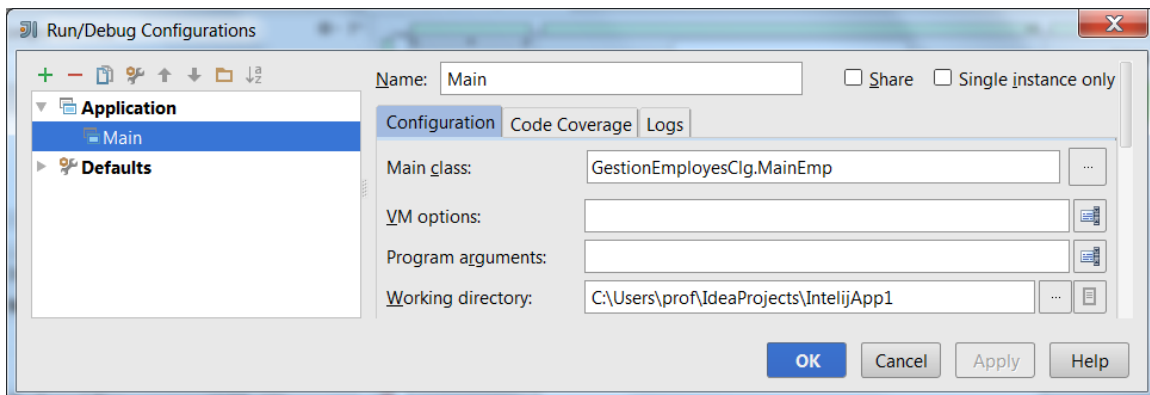 Run/Debug Configurations
Name: Main Share Single instance only
Application
Main
Defaults
Configuration Code Coverage Logs
Main class: GestionEmployesClg.MainEmp ...
VM options:
Program arguments:
Working directory: C:\Users\prof\IdeaProjects\IntelijApp1 ...
OK Cancel Apply Help